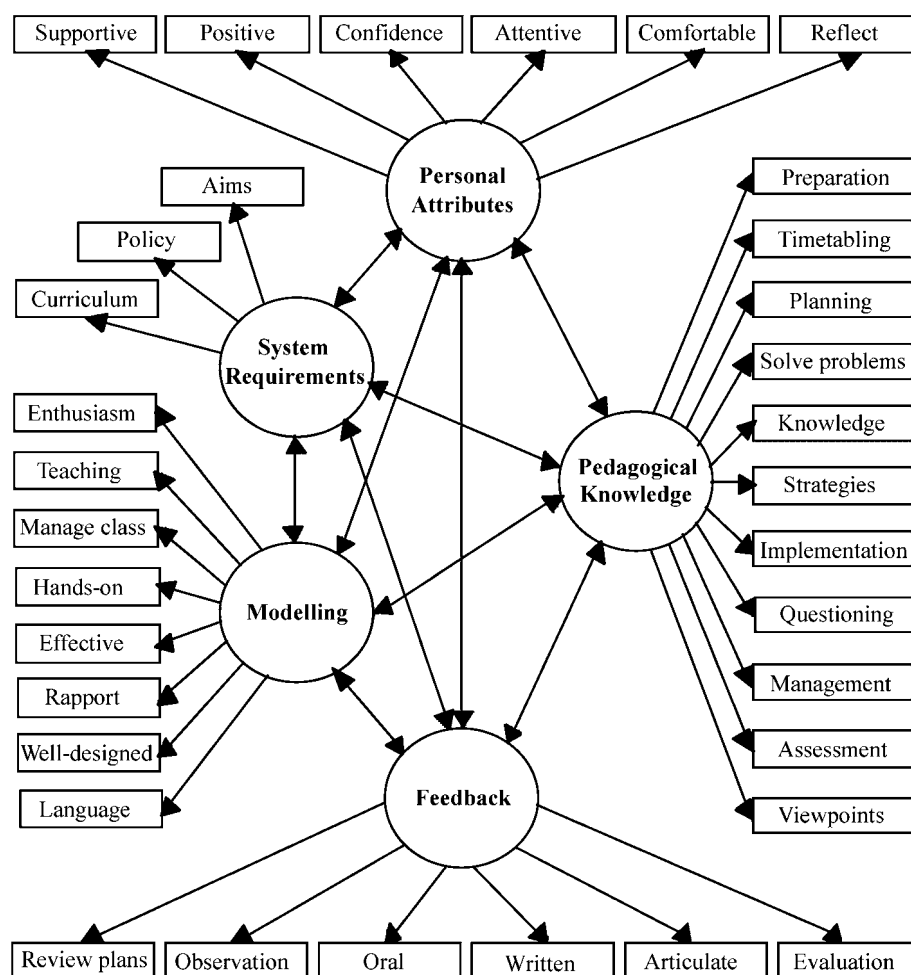 Supportive
Positive
Confidence
Attentive
Comfortable
Reflect
Personal
Attributes
Aims
Policy
Curriculum
System
Requirements
Preparation
Timetabling
Planning
Solve problems
Knowledge
Strategies
Implementation
Questioning
Management
Assessment
Viewpoints
Pedagogical
Knowledge
Enthusiasm
Teaching
Manage class
Hands-on
Effective
Rapport
Well-designed
Language
Modelling
Feedback
Review plans
Observation
Oral
Written
Articulate
Evaluation